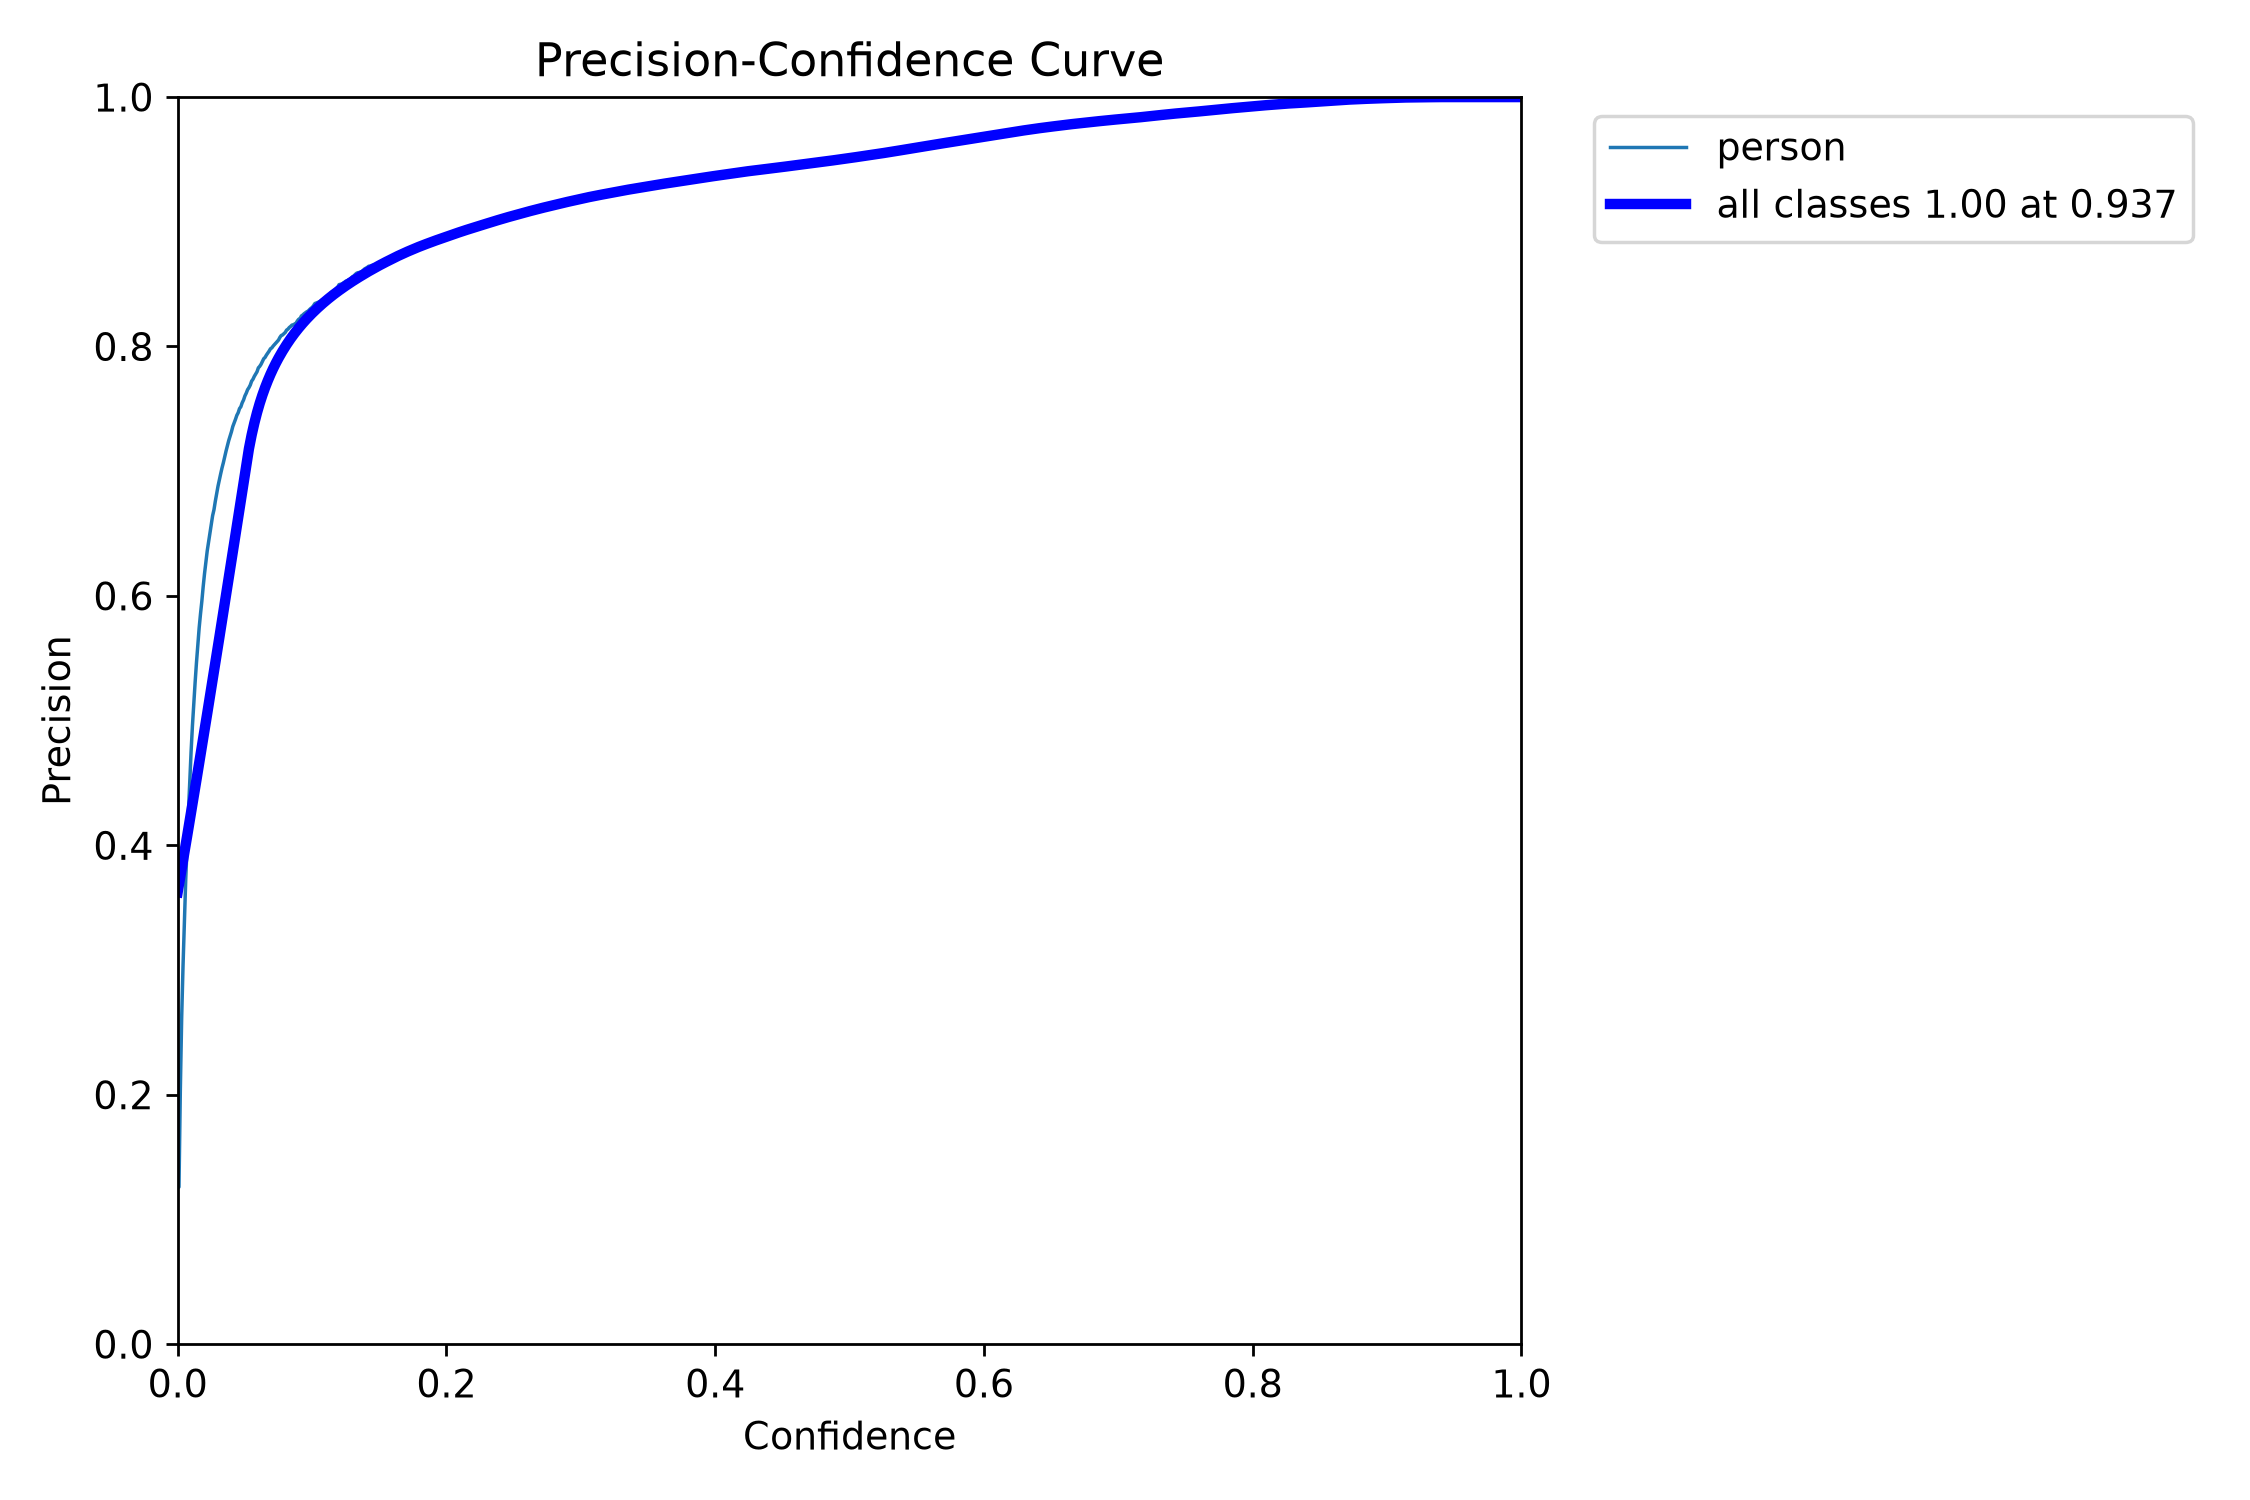 Precision-Confidence Curve
1.0
0.8
0.6
0.4
0.2
0.0
Precision
0.0 0.2 0.4 0.6 0.8 1.0
Confidence
person
all classes 1.00 at 0.937